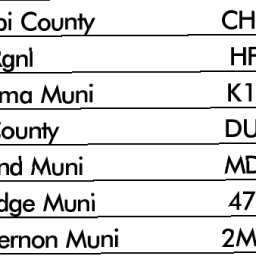 pi County CH
Rgnl HF
ma Muni K1
County DU
nd Muni MD
dge Muni 47
ernon Muni 2M